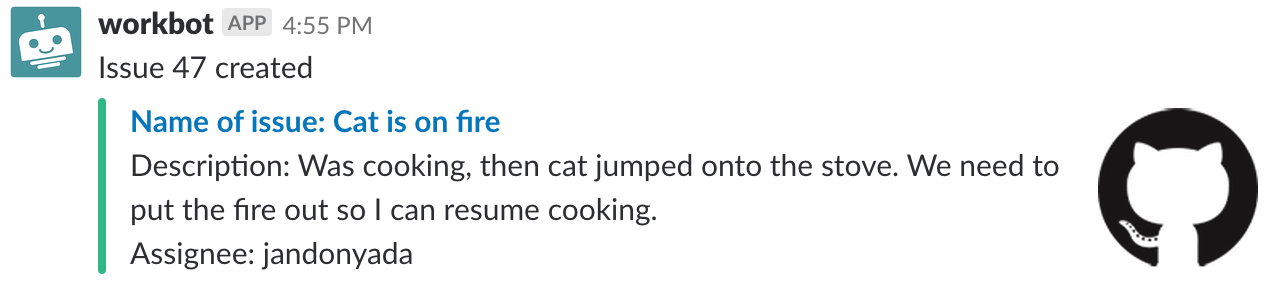 workbot APP 4:55 PM
Issue 47 created
Name of issue: Cat is on fire
Description: Was cooking, then cat jumped onto the stove. We need to
put the fire out so I can resume cooking.
Assignee: jandonyada